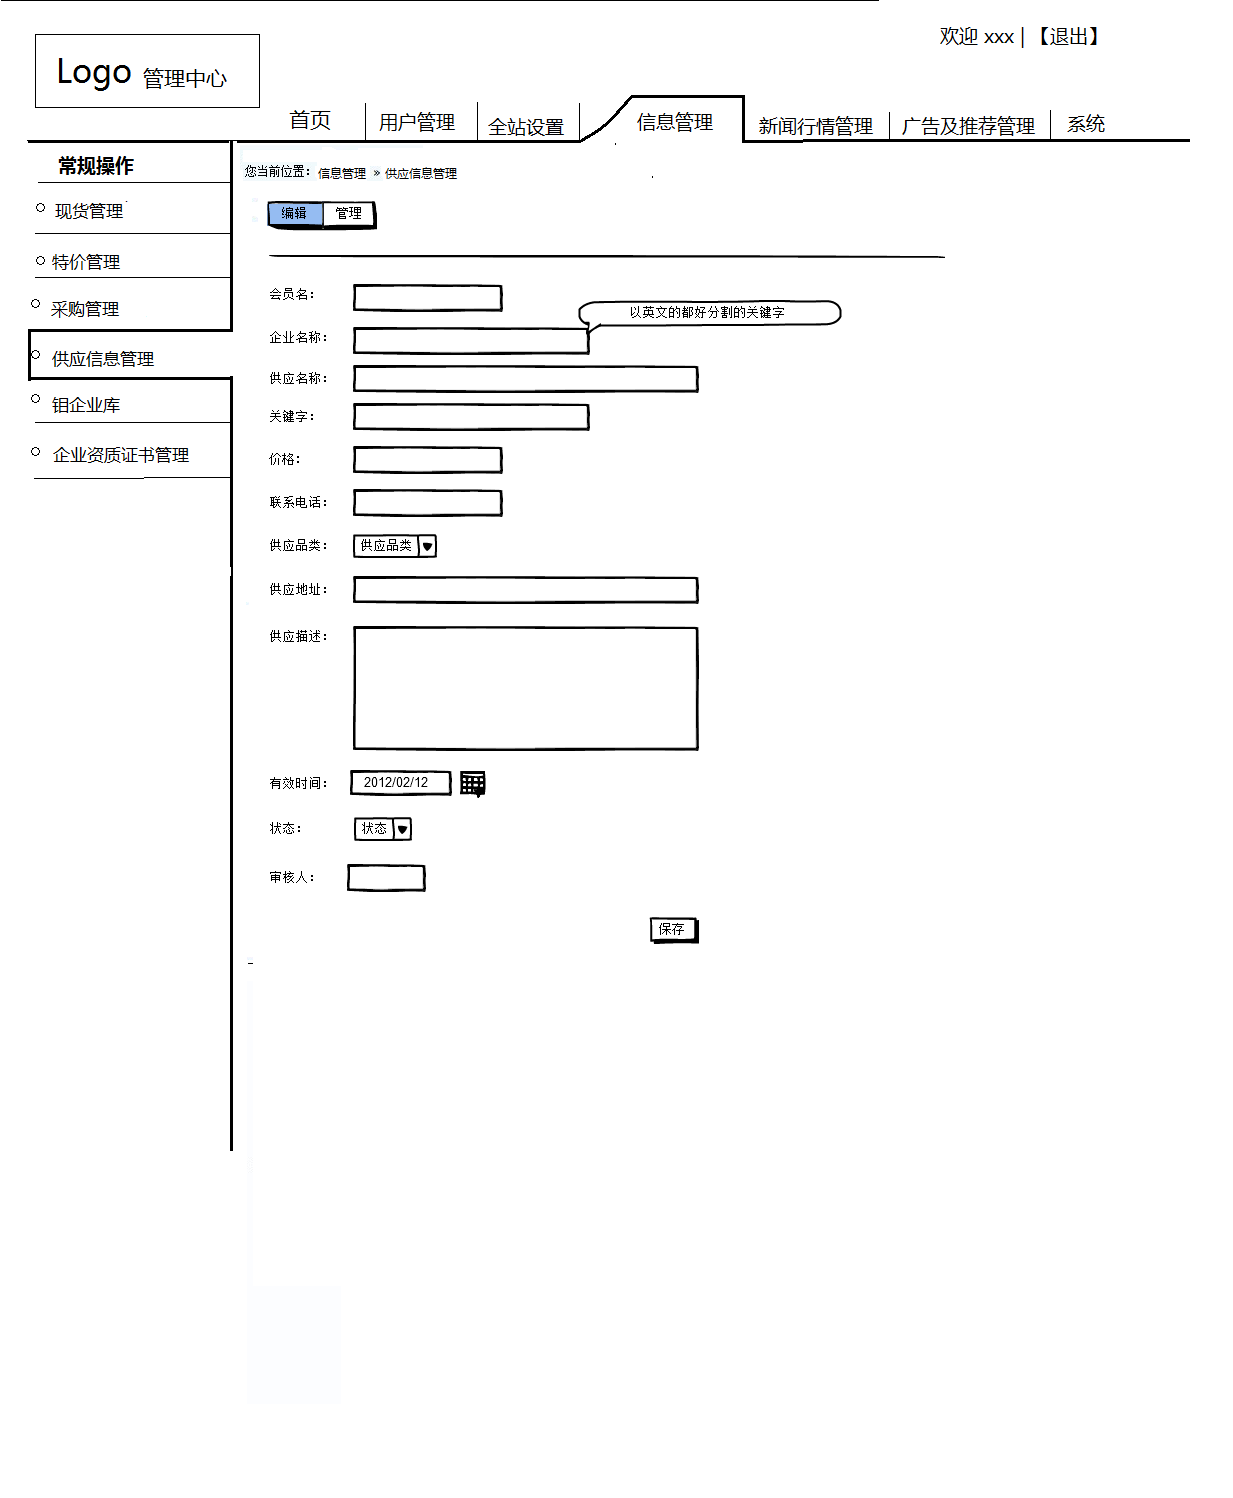 欢迎 xxx | 【退出】
Logo 管理中心
首页 用户管理 全站设置 信息管理 新闻行情管理 广告及推荐管理 系统
常规操作
现货管理
特价管理
采购管理
供应信息管理
钼企业库
企业资质证书管理
您当前位置： 信息管理 » 供应信息管理
编辑 管理
会员名：
以英文的都好分割的关键字
企业名称：
供应名称：
关键字：
价格：
联系电话：
供应品类： 供应品类
供应地址：
供应描述：
有效时间： 2012/02/12
状态： 状态
审核人：
保存